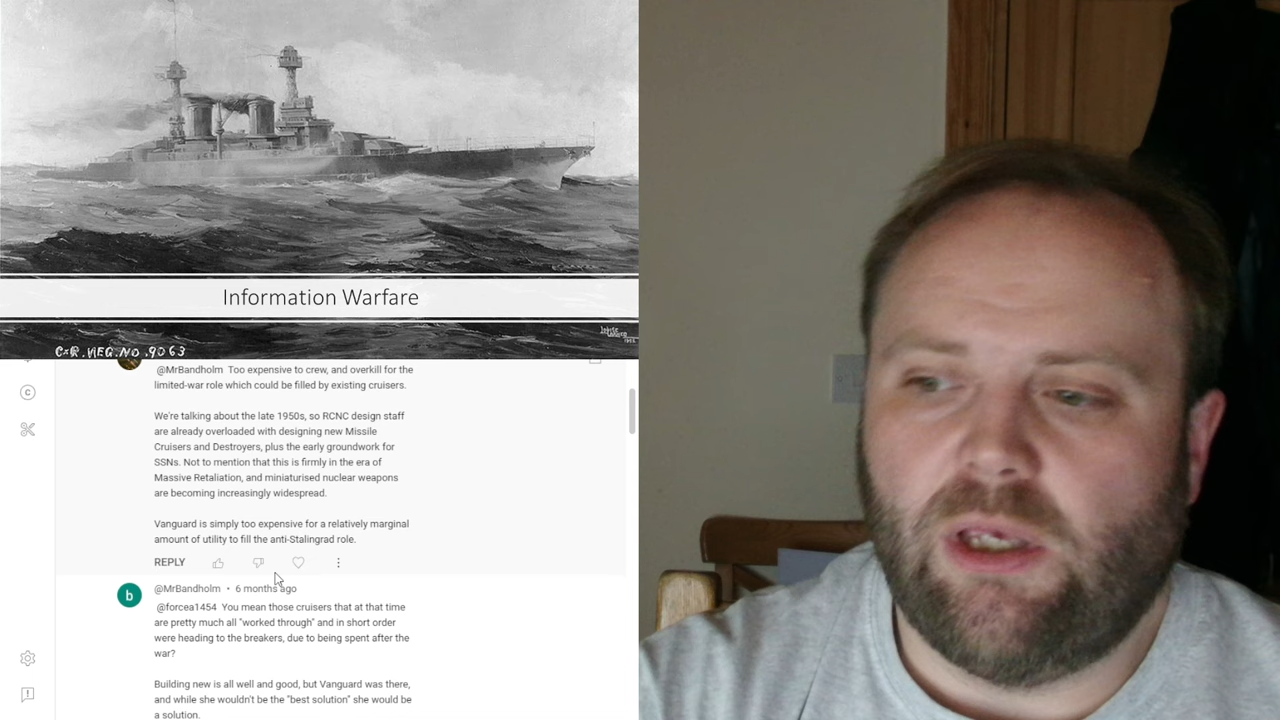 Information Warfare
C&R.NEG.NO.9063
@MrBandholm Too expensive to crew, and overkill for the
limited-war role which could be filled by existing cruisers.
We're talking about the late 1950s, so RCNC design staff
are already overloaded with designing new Missile
Cruisers and Destroyers, plus the early groundwork for
SSNs. Not to mention that this is firmly in the era of
Massive Retaliation, and miniaturised nuclear weapons
are becoming increasingly widespread.
Vanguard is simply too expensive for a relatively marginal
amount of utility to fill the anti-Stalingrad role.
REPLY
b
@MrBandholm • 6 months ago
@forcea1454 You mean those cruisers that at that time
are pretty much all "worked through" and in short order
were heading to the breakers, due to being spent after the
war?
Building new is all well and good, but Vanguard was there,
and while she wouldn't be the "best solution" she would be
a solution.